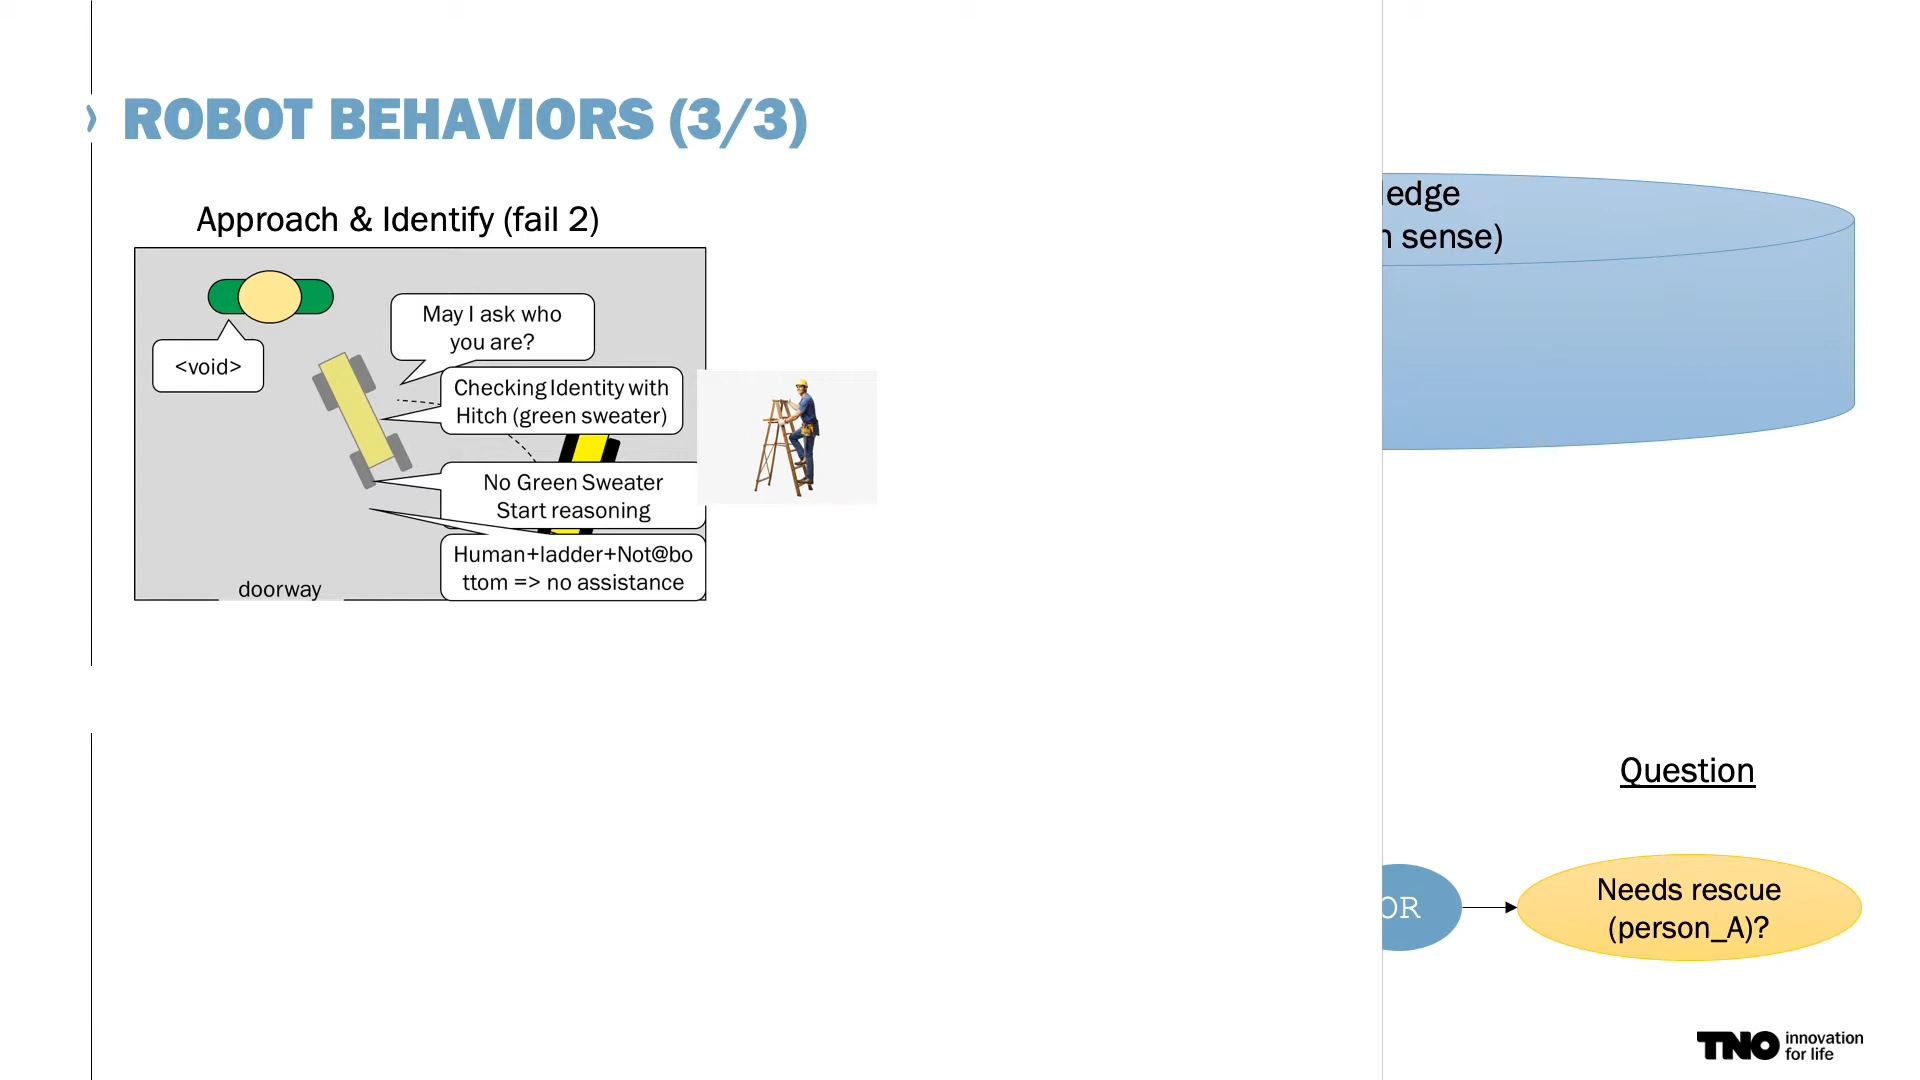 ROBOT BEHAVIORS (3/3)
Approach & Identify (fail 2)
May I ask who
you are?
<void>
Checking Identity with
Hitch (green sweater)
No Green Sweater
Start reasoning
Human+ladder+Not@bo
ttom => no assistance
doorway
ledge
sense)
Question
OR
Needs rescue
(person_A)?
TNO innovation
for life